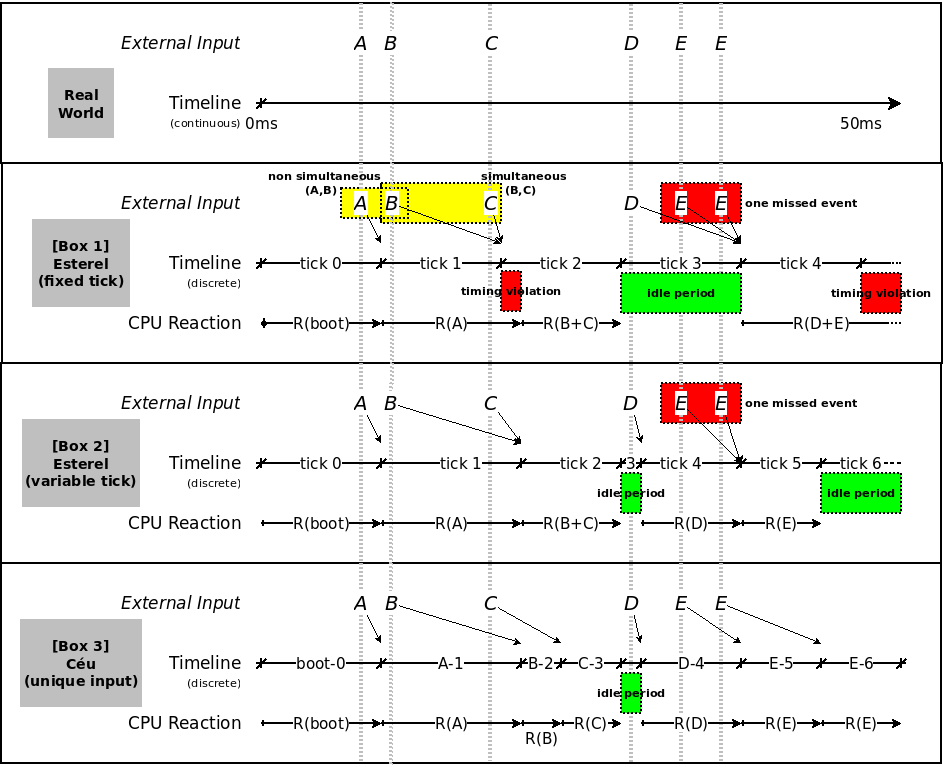 External Input A B C D E E
Real
World
Timeline
(continuous) 0ms 50ms
non simultaneous
(A,B)
simultaneous
(B,C)
External Input A B C D E E one missed event
[Box 1]
Esterel
(fixed tick)
Timeline tick 0 tick 1 tick 2 tick 3 tick 4
(discrete)
timing violation idle period timing violation
CPU Reaction R(boot) R(A) R(B+C) R(D+E)
External Input A B C D E E one missed event
[Box 2]
Esterel
(variable tick)
Timeline tick 0 tick 1 tick 2 3 tick 4 tick 5 tick 6
(discrete)
idle period idle period
CPU Reaction R(boot) R(A) R(B+C) R(D) R(E)
External Input A B C D E E
[Box 3]
Céu
(unique input)
Timeline boot-0 A-1 B-2 C-3 D-4 E-5 E-6
(discrete)
idle period
CPU Reaction R(boot) R(A) R(C) R(D) R(E) R(E)
R(B)